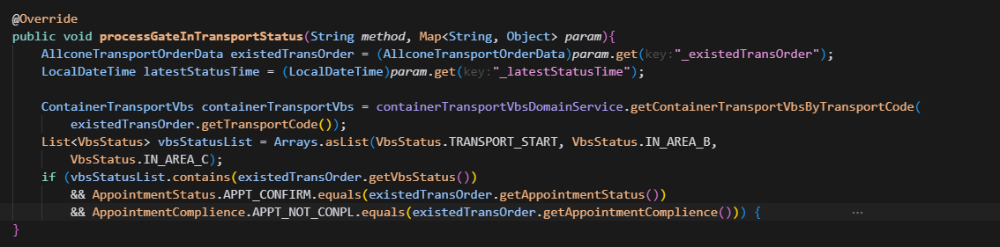 @Override
public void processGateInTransportStatus(String method, Map<String, Object> param){
AllconeTransportOrderData existedTransOrder = (AllconeTransportOrderData)param.get(key:"_existedTransOrder");
LocalDateTime latestStatusTime = (LocalDateTime)param.get(key:"_latestStatusTime");
ContainerTransportVbs containerTransportVbs = containerTransportVbsDomainService.getContainerTransportVbsByTransportCode(
existedTransOrder.getTransportCode());
List<VbsStatus> vbsStatusList = Arrays.asList(VbsStatus.TRANSPORT_START, VbsStatus.IN_AREA_B,
VbsStatus.IN_AREA_C);
if (vbsStatusList.contains(existedTransOrder.getVbsStatus())
&& AppointmentStatus.APPT_CONFIRM.equals(existedTransOrder.getAppointmentStatus())
&& AppointmentComplience.APPT_NOT_CONPL.equals(existedTransOrder.getAppointmentComplience())) { ⋯
}